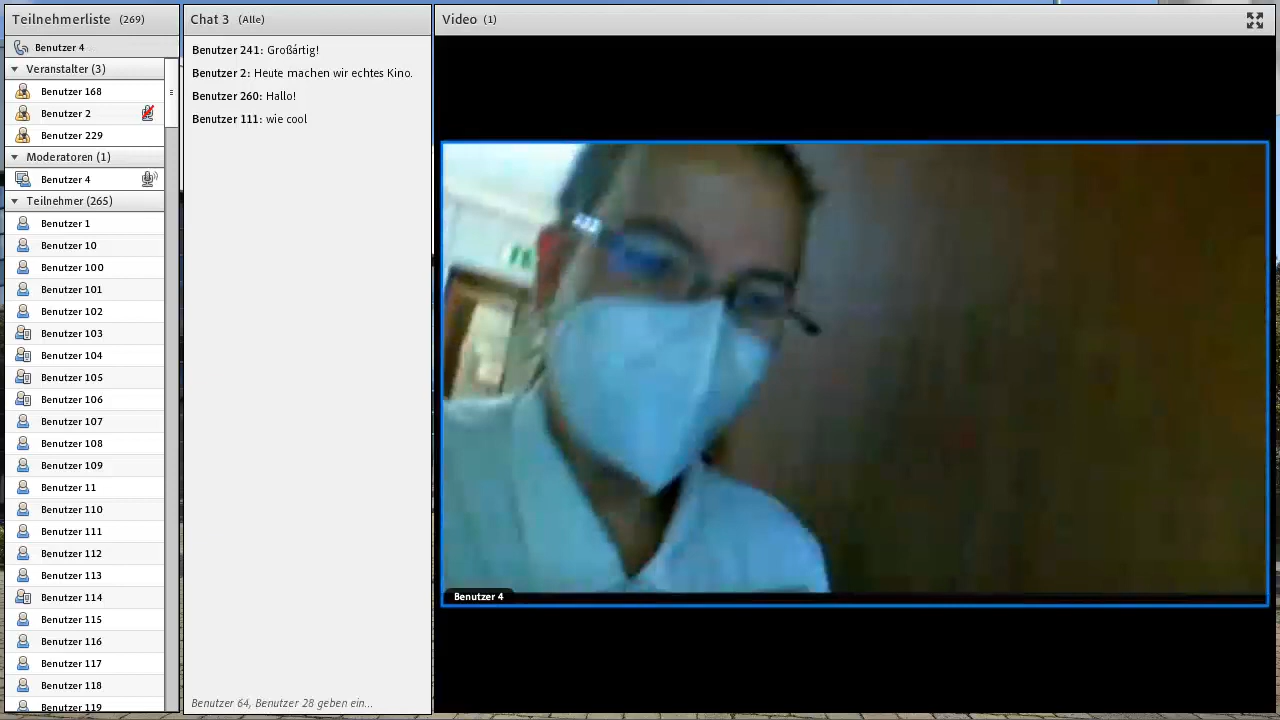 Teilnehmerliste (269)
Benutzer 4
Veranstalter (3)
Benutzer 168
Benutzer 2
Benutzer 229
Moderatoren (1)
Benutzer 4
Teilnehmer (265)
Benutzer 1
Benutzer 10
Benutzer 100
Benutzer 101
Benutzer 102
Benutzer 103
Benutzer 104
Benutzer 105
Benutzer 106
Benutzer 107
Benutzer 108
Benutzer 109
Benutzer 11
Benutzer 110
Benutzer 111
Benutzer 112
Benutzer 113
Benutzer 114
Benutzer 115
Benutzer 116
Benutzer 117
Benutzer 118
Benutzer 119
Chat 3 (Alle)
Benutzer 241: Großártig!
Benutzer 2: Heute machen wir echtes Kino.
Benutzer 260: Hallo!
Benutzer 111: wie cool
Benutzer 64, Benutzer 28 geben ein...
Video (1)
Benutzer 4